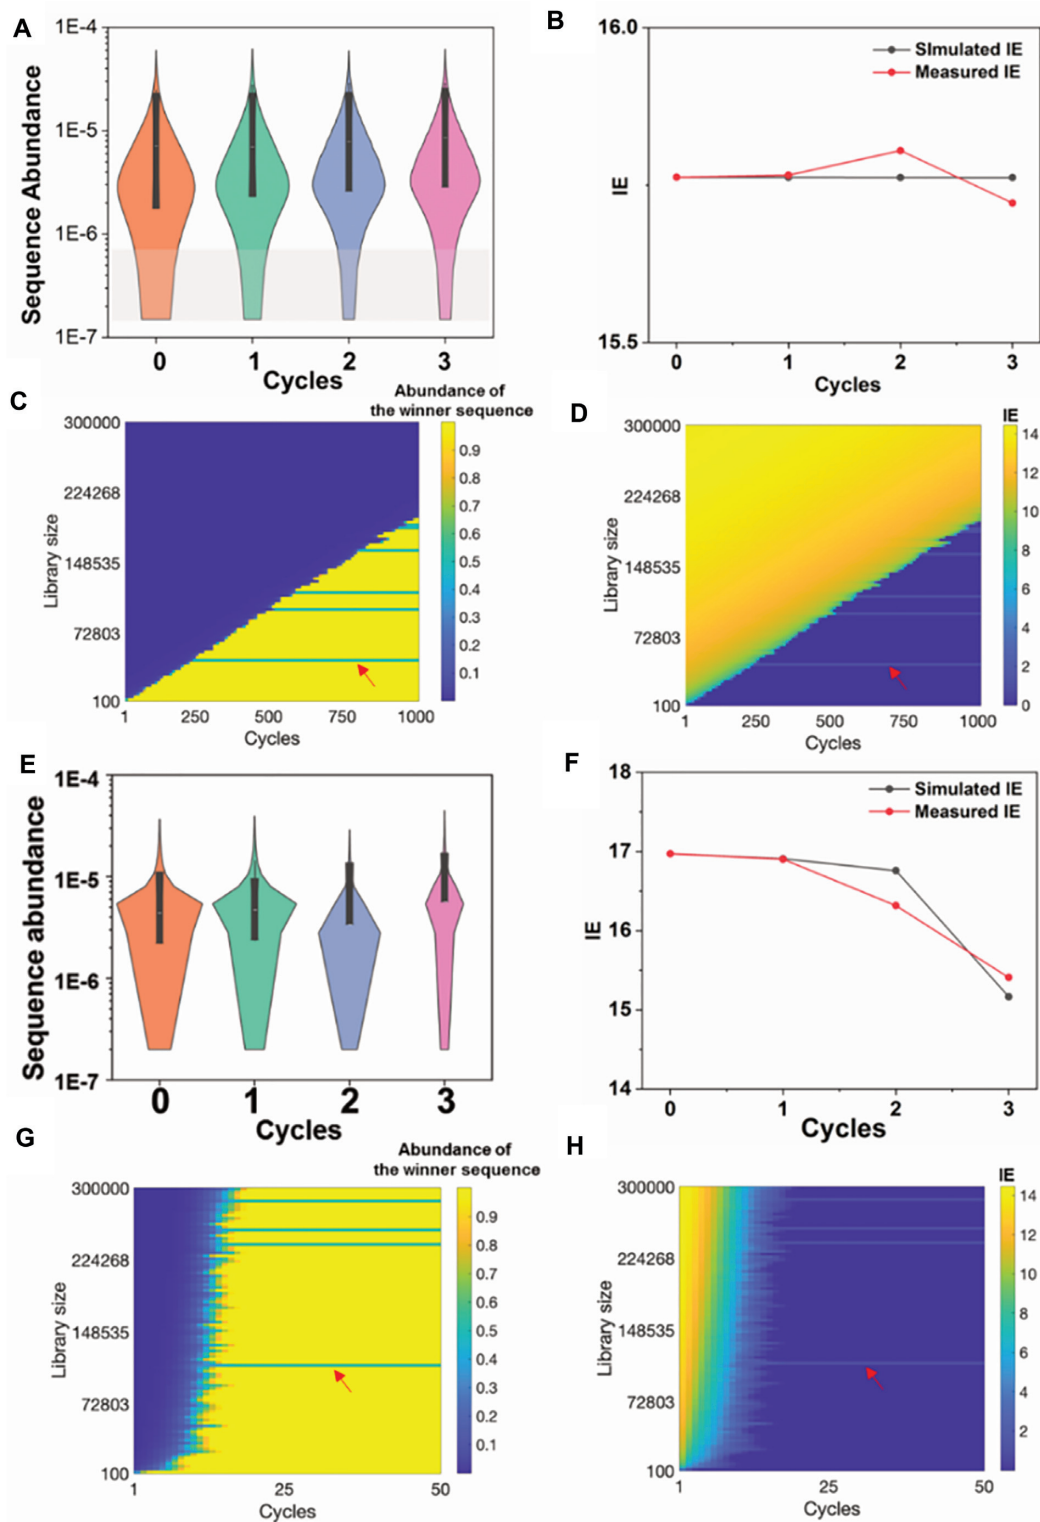 A
1E-4
1E-5
1E-6
1E-7
Sequence Abundance
0 1 2 3
Cycles
B
16.0
15.5
IE
SImulated IE
Measured IE
0 1 2 3
Cycles
C
Abundance of
the winner sequence
300000
224268
148535
72803
100
Library size
1 250 500 750 1000
Cycles
0.9
0.8
0.7
0.6
0.5
0.4
0.3
0.2
0.1
D
IE
300000
224268
148535
72803
100
Library size
1 250 500 750 1000
Cycles
14
12
10
8
6
4
2
0
E
1E-4
1E-5
1E-6
1E-7
Sequence abundance
0 1 2 3
Cycles
F
18
17
16
15
14
IE
Simulated IE
Measured IE
0 1 2 3
Cycles
G
Abundance of
the winner sequence
300000
224268
148535
72803
100
Library size
1 25 50
Cycles
0.9
0.8
0.7
0.6
0.5
0.4
0.3
0.2
0.1
H
IE
300000
224268
148535
72803
100
Library size
1 25 50
Cycles
14
12
10
8
6
4
2